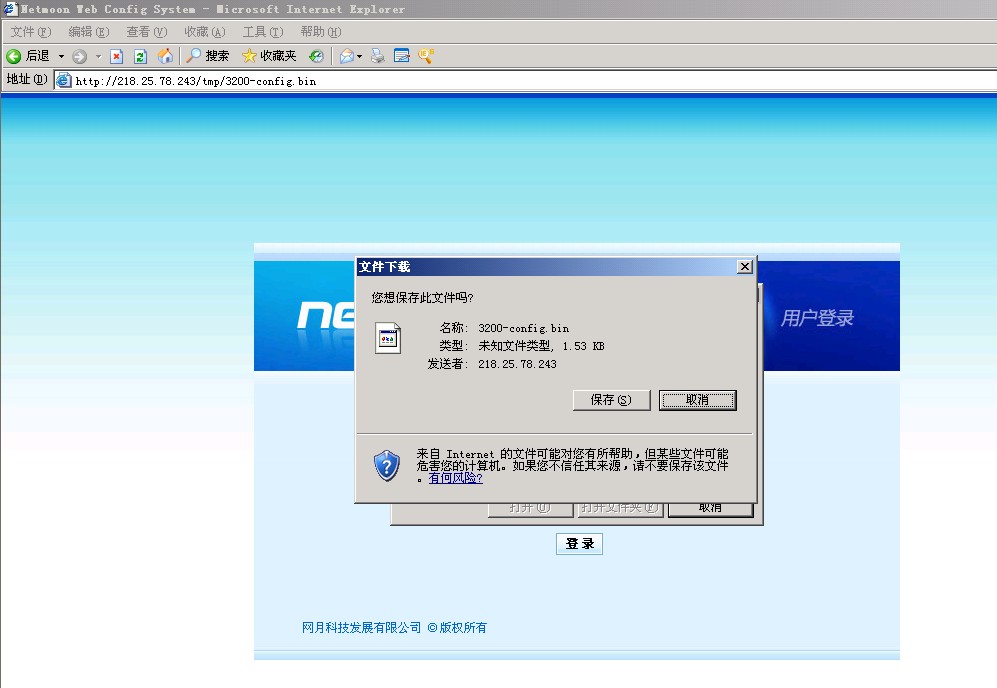 Netmoon Web Config System - Microsoft Internet Explorer
文件(F) 编辑(E) 查看(V) 收藏(A) 工具(T) 帮助(H)
后退 搜索 收藏夹
地址(D) http://218.25.78.243/tmp/3200-config.bin
文件下载
您想保存此文件吗?
ne
用户登录
名称: 3200-config.bin
类型: 未知文件类型, 1.53 KB
发送者: 218.25.78.243
保存(S) 取消
来自 Internet 的文件可能对您有所帮助，但某些文件可能
危害您的计算机。如果您不信任其来源，请不要保存该文件
。有何风险?
打开(O) 打开文件夹(F) 取消
登录
网月科技发展有限公司 ©版权所有